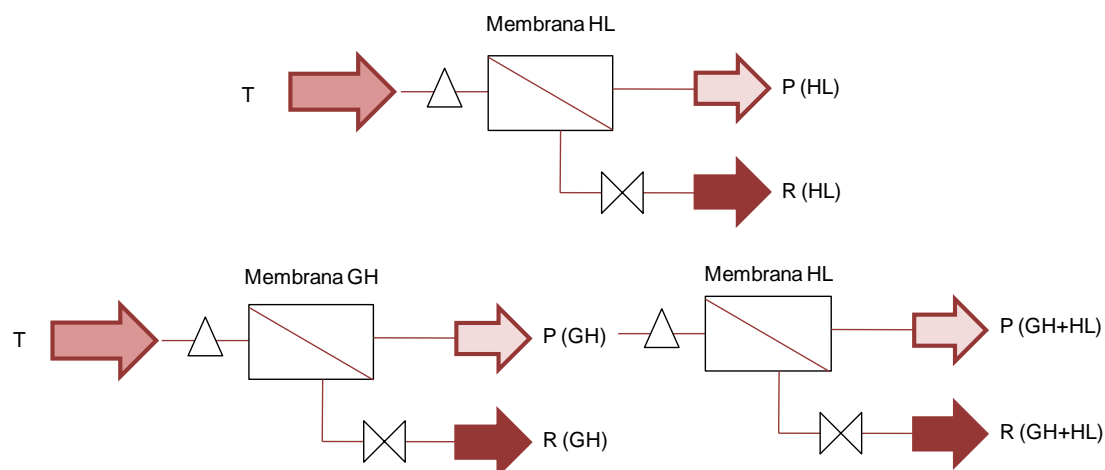 Membrana HL
T
P (HL)
R (HL)
Membrana GH
Membrana HL
T
P (GH)
P (GH+HL)
R (GH)
R (GH+HL)